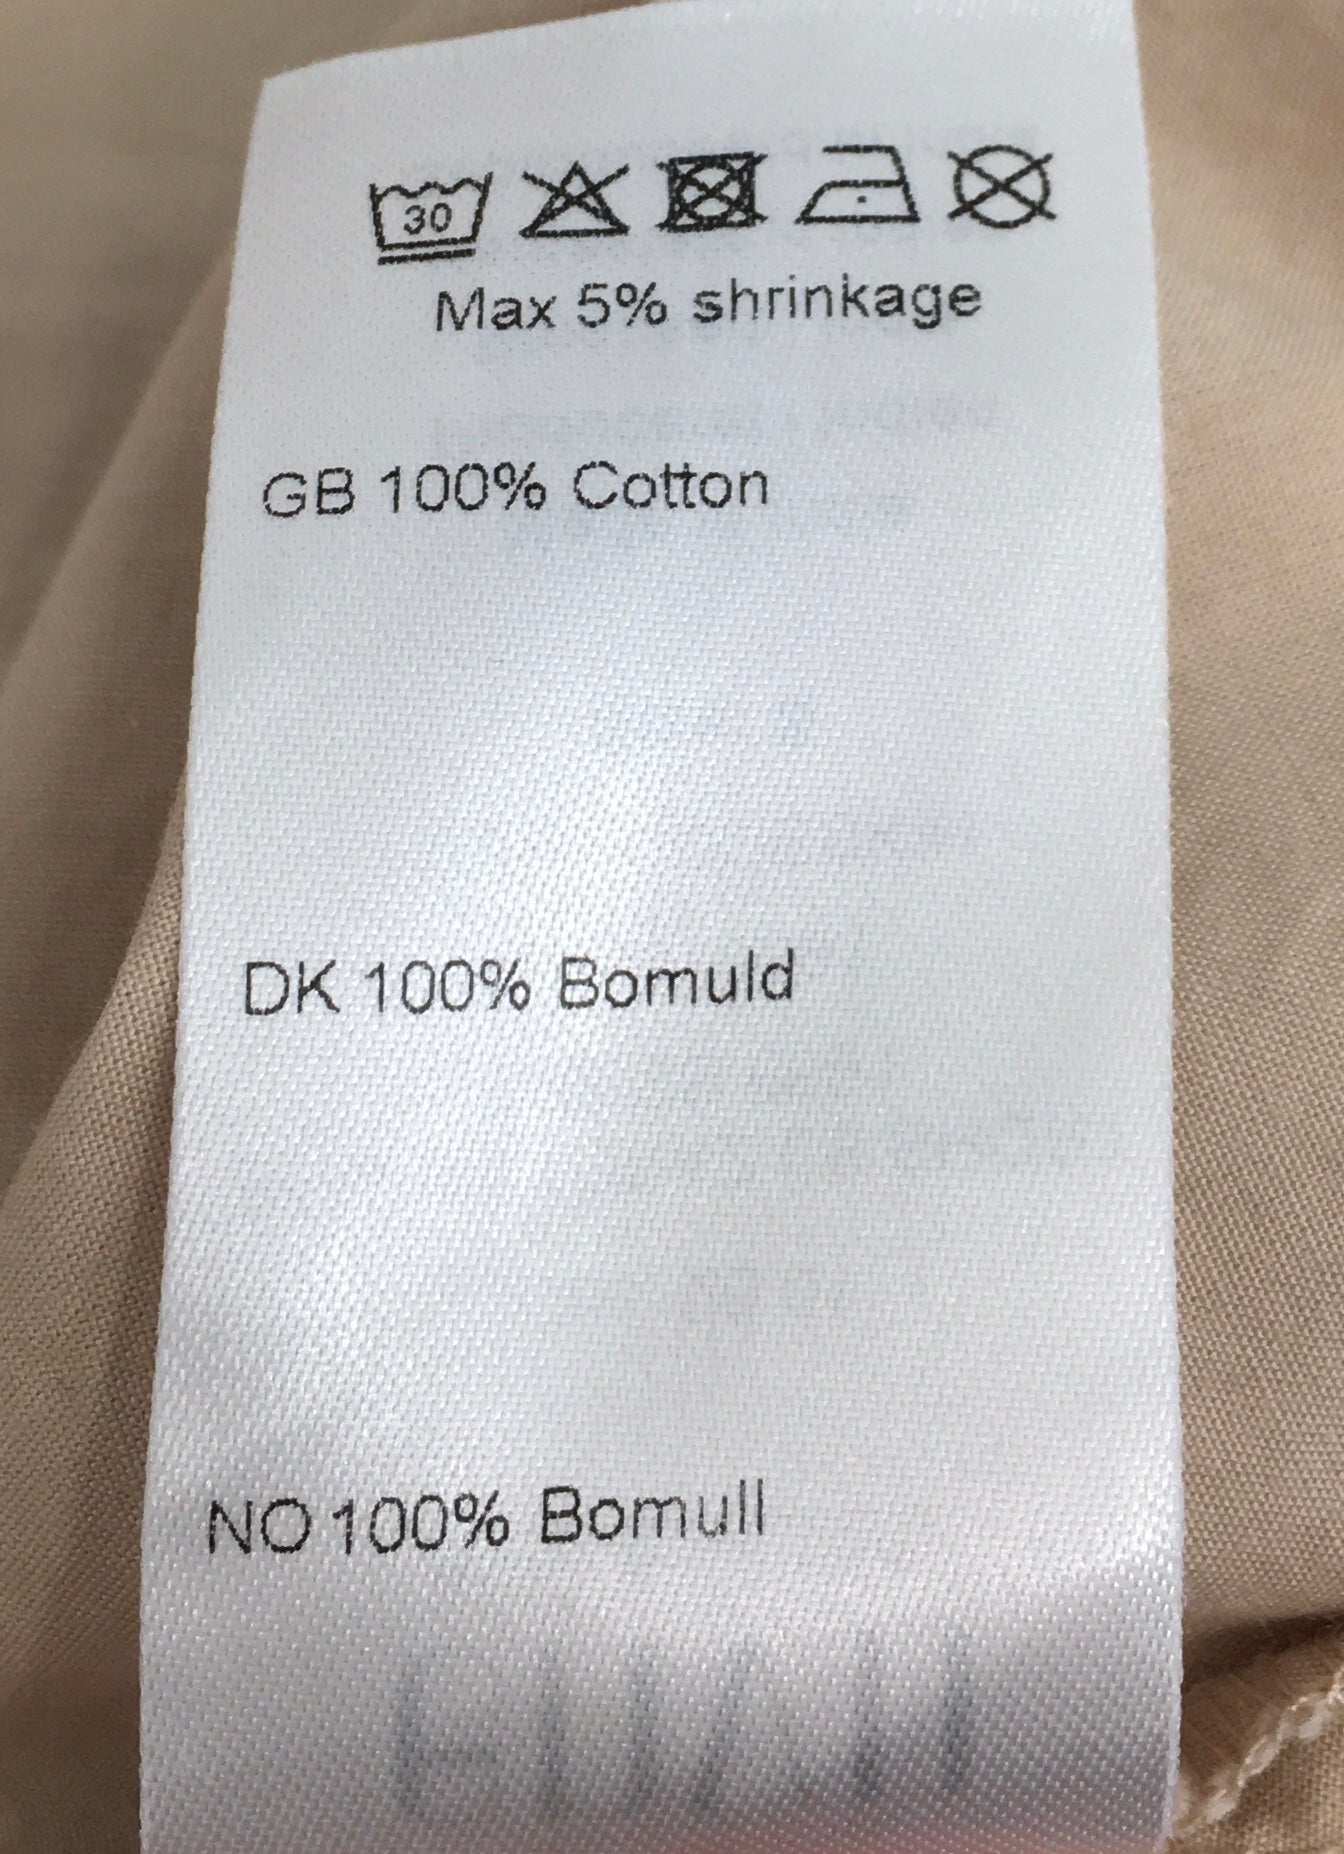 30
Max 5% shrinkage
GB 100% Cotton
DK 100% Bomuld
NO 100% Bomull